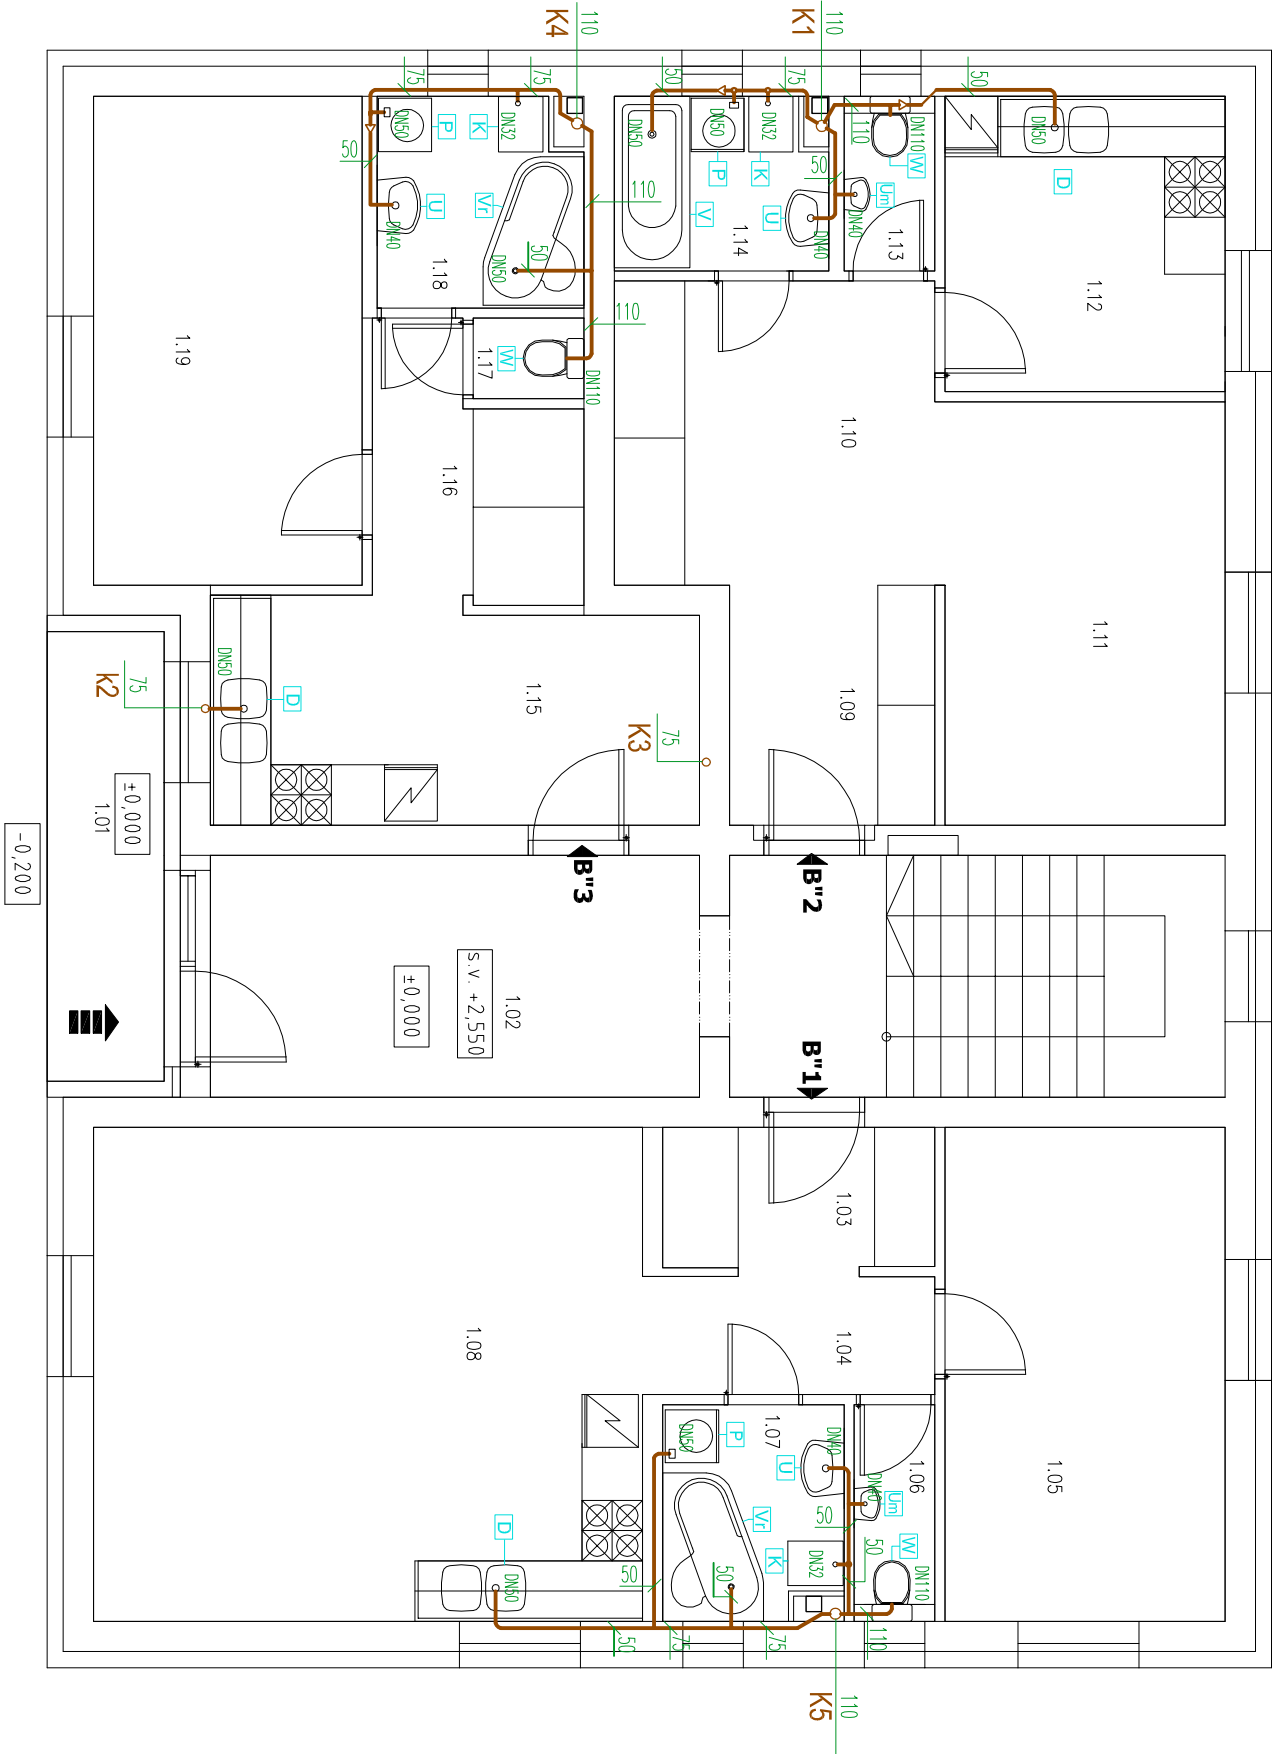 K4
110
K1
110
75
75
50
75
110
50
DN50
P
K
DN32
DN50
DN50
P
DN32
K
DN110
W
DN50
D
50
U
DN40
Vr
DN50
50
110
V
1.14
U
50
DN40
Um
DN40
1.13
1.12
1.18
110
W
1.17
DN110
1.19
1.16
1.10
1.11
DN50
D
1.15
1.09
k2
75
K3
75
±0,000
1.01
-0,200
B"3
B"2
S.V. +2,550
1.02
±0,000
B"1
1.03
1.04
1.08
1.05
1.07
1.06
DN50
P
U
DN40
DN40
Um
Vr
50
K
DN32
50
W
DN110
D
DN50
50
50
50
75
75
110
K5
110